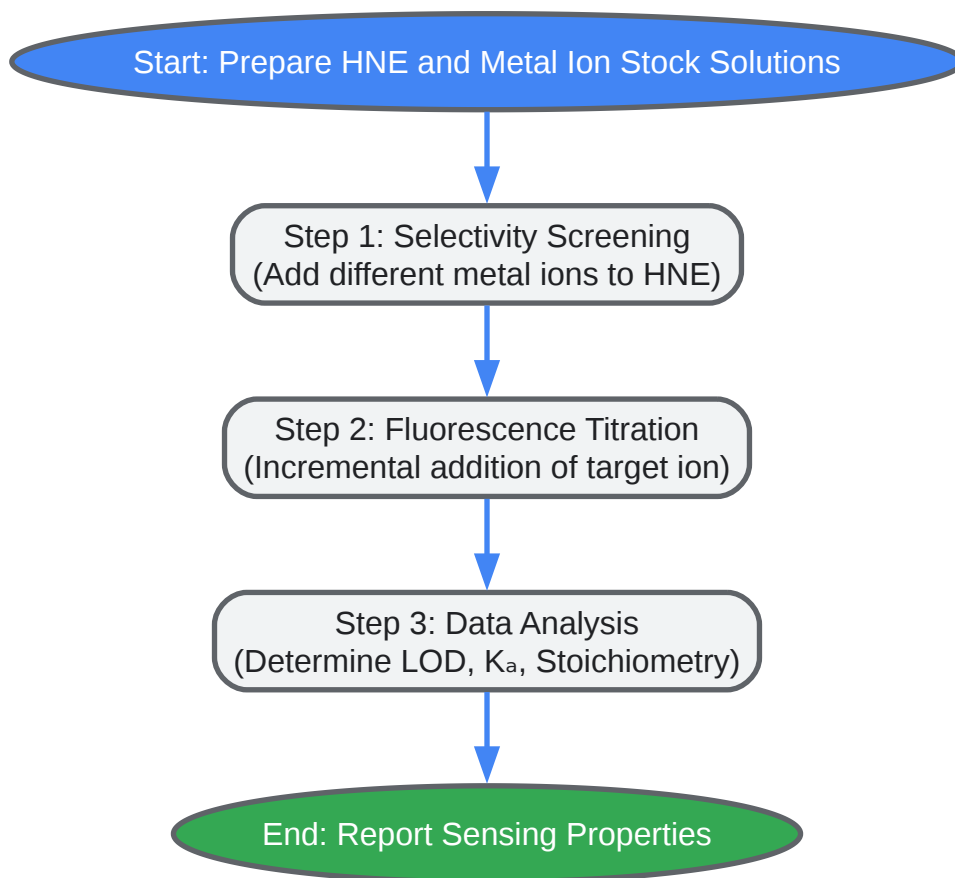 Start: Prepare HNE and Metal Ion Stock Solutions
Step 1: Selectivity Screening
(Add different metal ions to HNE)
Step 2: Fluorescence Titration
(Incremental addition of target ion)
Step 3: Data Analysis
(Determine LOD, Kₐ, Stoichiometry)
End: Report Sensing Properties